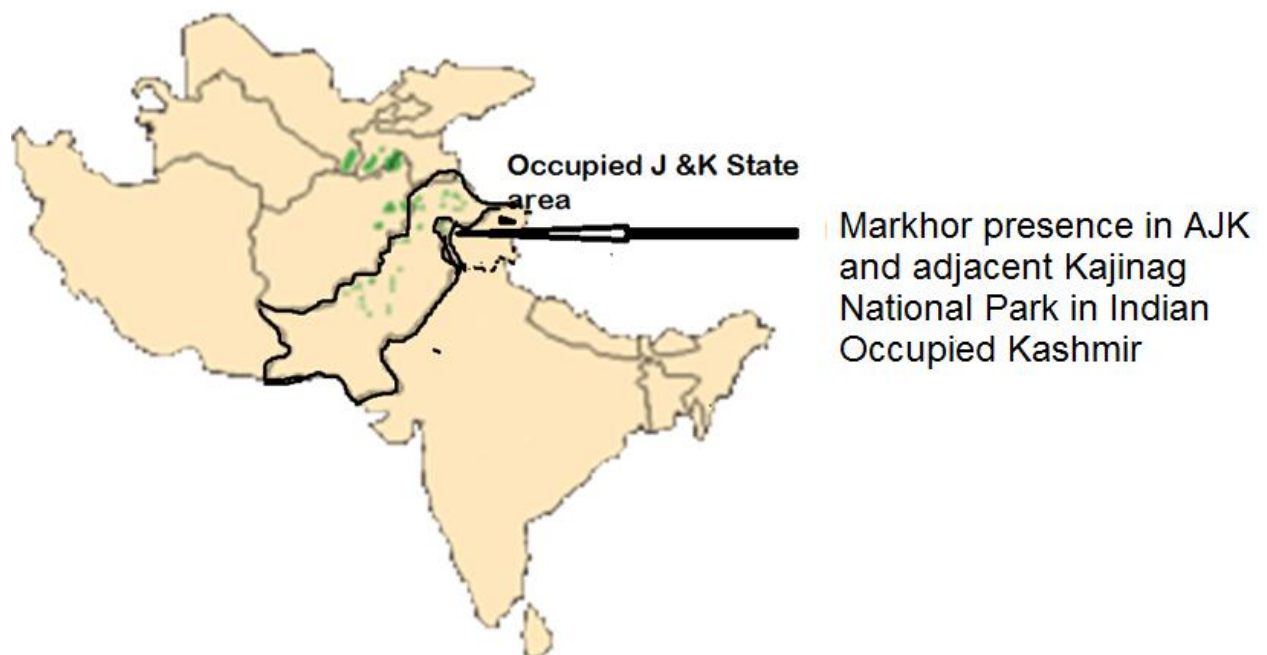 Occupied J &K State
area
Markhor presence in AJK
and adjacent Kajinag
National Park in Indian
Occupied Kashmir